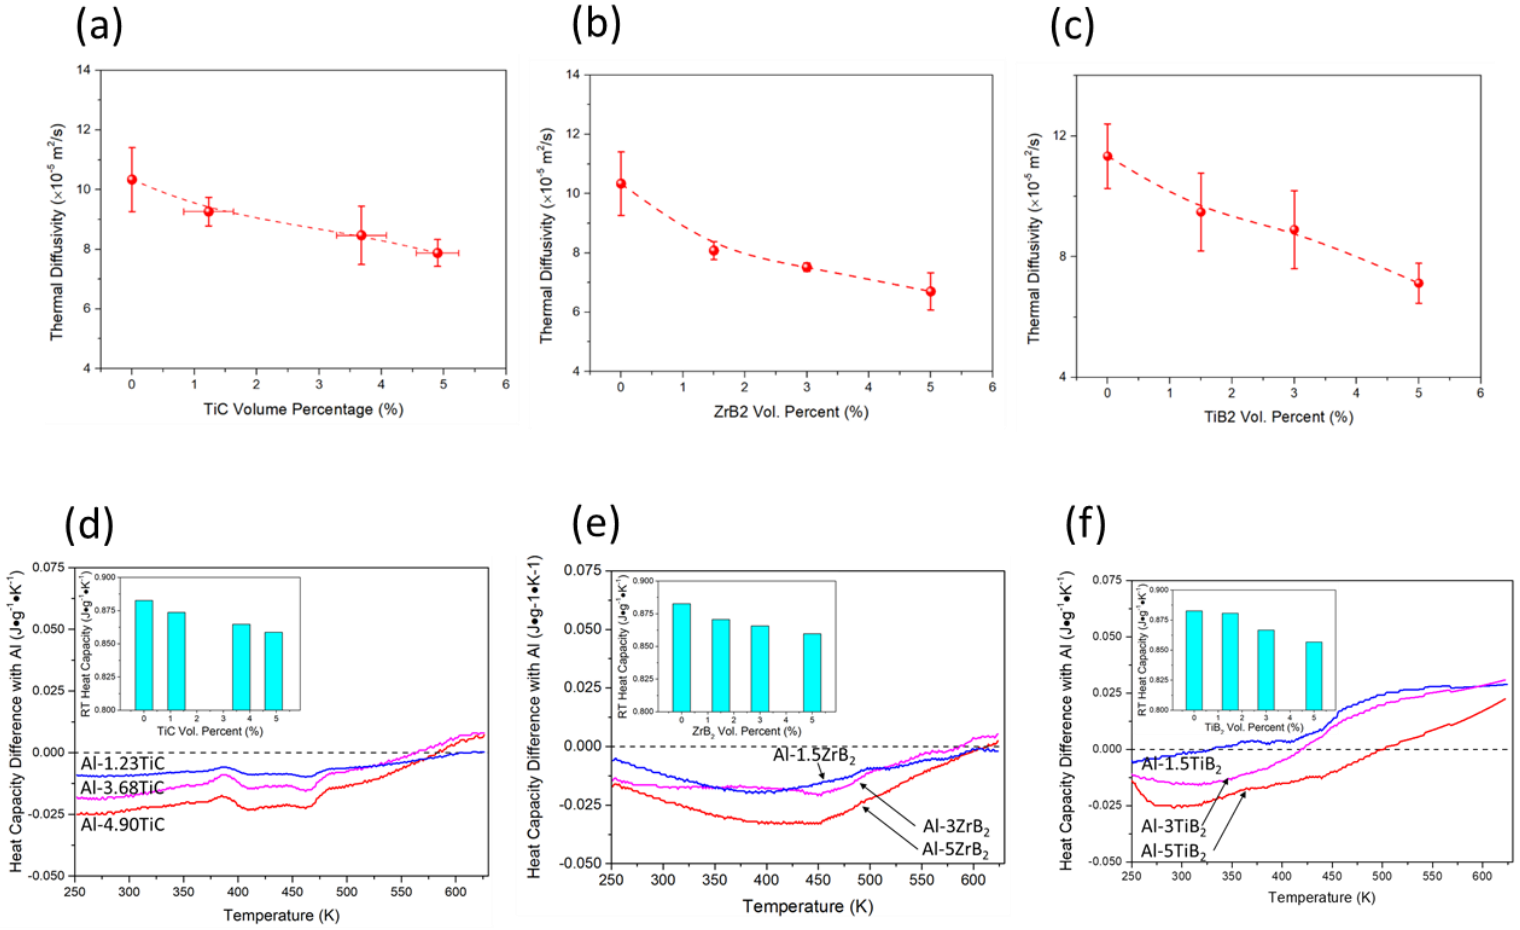 (a)
(b)
(c)
Thermal Diffusivity (×10-5 m2/s)
14
12
10
8
6
4
0 1 2 3 4 5 6
TiC Volume Percentage (%)
Thermal Diffusivity (×10-5 m2/s)
14
12
10
8
6
4
0 1 2 3 4 5 6
ZrB2 Vol. Percent (%)
Thermal Diffusivity (×10-5 m2/s)
12
8
4
0 1 2 3 4 5 6
TiB2 Vol. Percent (%)
(d)
(e)
(f)
Heat Capacity Difference with Al (J●g-1●K-1)
0.075
0.050
0.025
0.000
-0.025
-0.050
RT Heat Capacity (J●g-1●K-1)
0.900
0.875
0.850
0.825
0.800
0 1 2 3 4 5
TiC Vol. Percent (%)
Al-1.23TiC
Al-3.68TiC
Al-4.90TiC
250 300 350 400 450 500 550 600
Temperature (K)
Heat Capacity Difference with Al (J●g-1●K-1)
0.075
0.050
0.025
0.000
-0.025
-0.050
RT Heat Capacity (J●g-1●K-1)
0.900
0.875
0.850
0.825
0.800
0 1 2 3 4 5
ZrB2 Vol. Percent (%)
Al-1.5ZrB2
Al-3ZrB2
Al-5ZrB2
250 300 350 400 450 500 550 600
Temperature (K)
Heat Capacity Difference with Al (J●g-1●K-1)
0.075
0.050
0.025
0.000
-0.025
-0.050
RT Heat Capacity (J●g-1●K-1)
0.900
0.875
0.850
0.825
0.800
0 1 2 3 4 5
TiB2 Vol. Percent (%)
Al-1.5TiB2
Al-3TiB2
Al-5TiB2
250 300 350 400 450 500 550 600
Temperature (K)